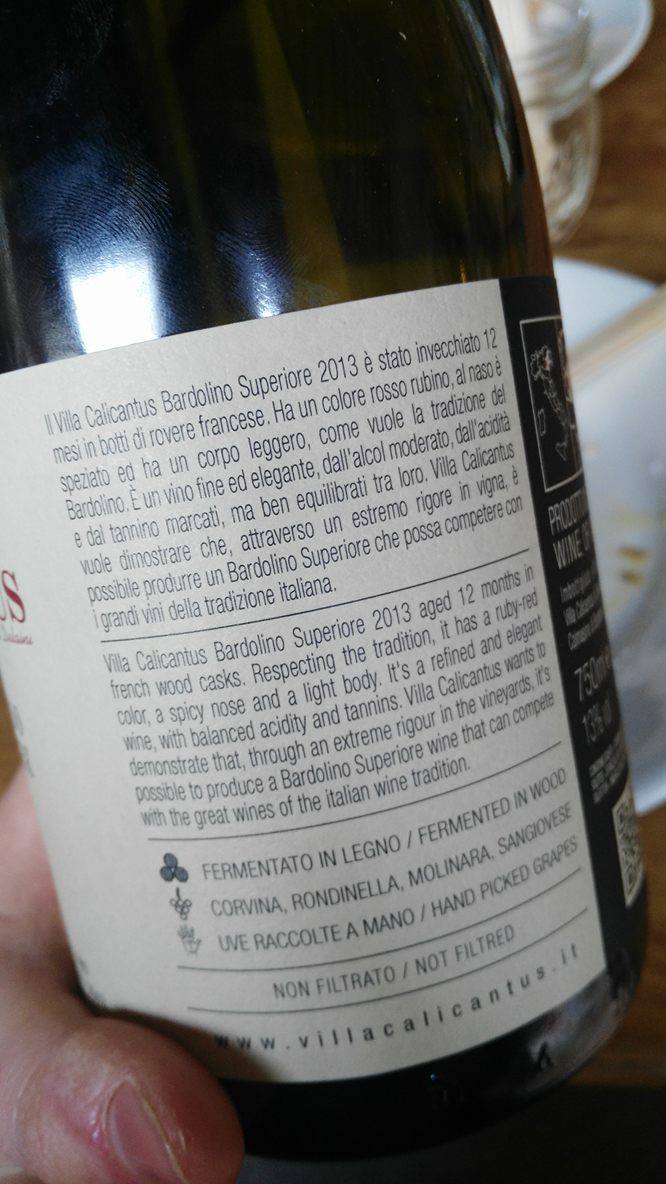 Il Villa Calicantus Bardolino Superiore 2013 è stato invecchiato 12
mesi in botti di rovere francese. Ha un colore rosso rubino, al naso è
speziato ed ha un corpo leggero, come vuole la tradizione del
Bardolino. È un vino fine ed elegante, dall'alcol moderato, dall'acidità
e dal tannino marcati, ma ben equilibrati tra loro. Villa Calicantus
vuole dimostrare che, attraverso un estremo rigore in vigna, è
possibile produrre un Bardolino Superiore che possa competere con
i grandi vini della tradizione italiana.
Villa Calicantus Bardolino Superiore 2013 aged 12 months in
french wood casks. Respecting the tradition, it has a ruby-red
color, a spicy nose and a light body. It's a refined and elegant
wine, with balanced acidity and tannins. Villa Calicantus wants to
demonstrate that, through an extreme rigour in the vineyards, it's
possible to produce a Bardolino Superiore wine that can compete
with the great wines of the italian wine tradition.
FERMENTATO IN LEGNO / FERMENTED IN WOOD
CORVINA, RONDINELLA, MOLINARA, SANGIOVESE
UVE RACCOLTE A MANO / HAND PICKED GRAPES
NON FILTRATO / NOT FILTRED
www.villacalicantus.it
US
WINE OF
750ml
13%